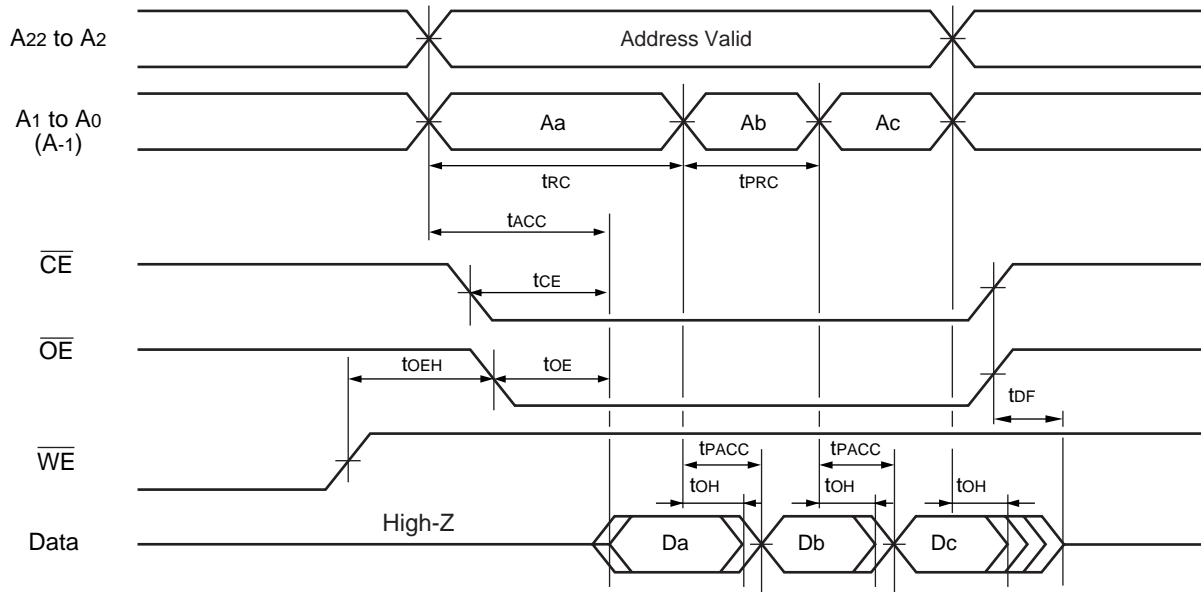 A22 to A2
Address Valid
A1 to A0
(A-1)
Aa
Ab
Ac
tRC
tPRC
tACC
CE
tCE
OE
tOEH
tOE
tDF
WE
tPACC
tPACC
tOH
tOH
tOH
High-Z
Data
Da
Db
Dc